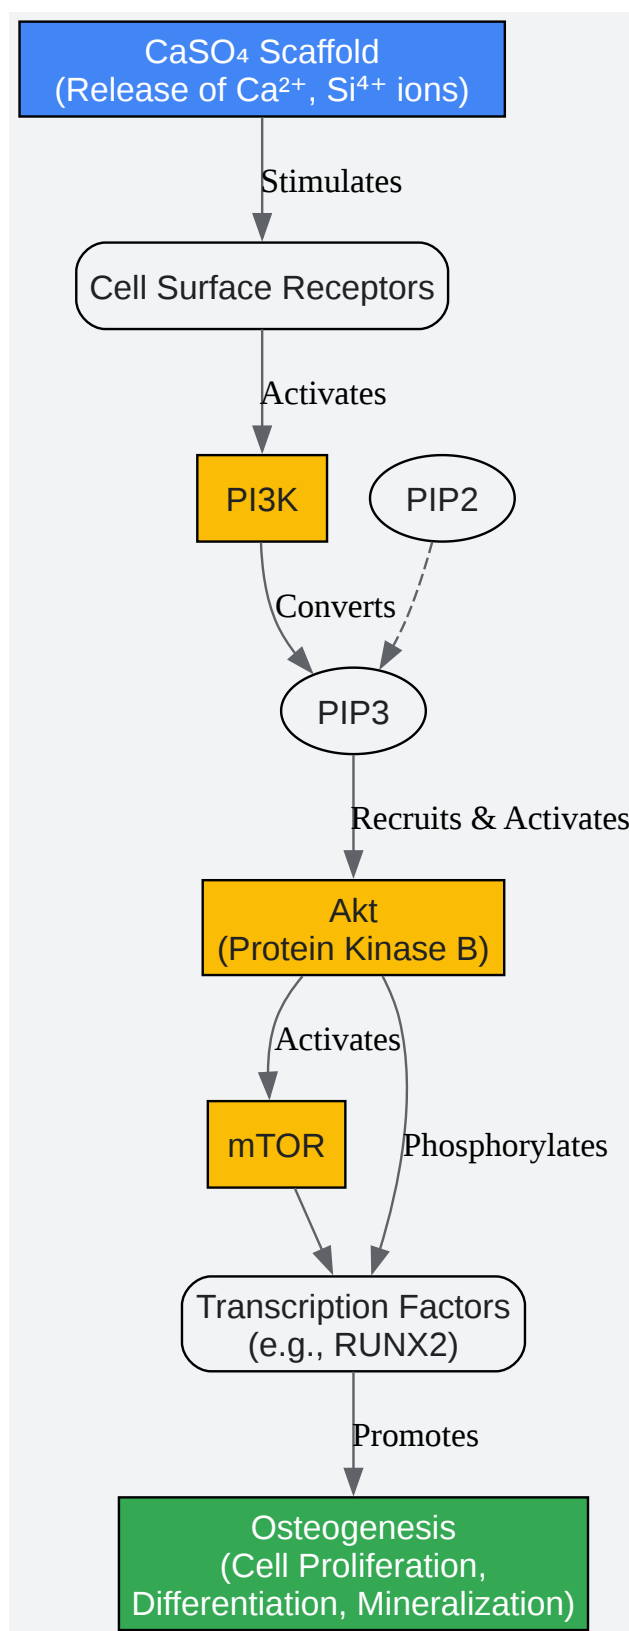 CaSO₄ Scaffold
(Release of Ca²⁺, Si⁴⁺ ions)
Stimulates
Cell Surface Receptors
Activates
PI3K
PIP2
Converts
PIP3
Recruits & Activates
Akt
(Protein Kinase B)
Activates
mTOR
Phosphorylates
Transcription Factors
(e.g., RUNX2)
Promotes
Osteogenesis
(Cell Proliferation,
Differentiation, Mineralization)